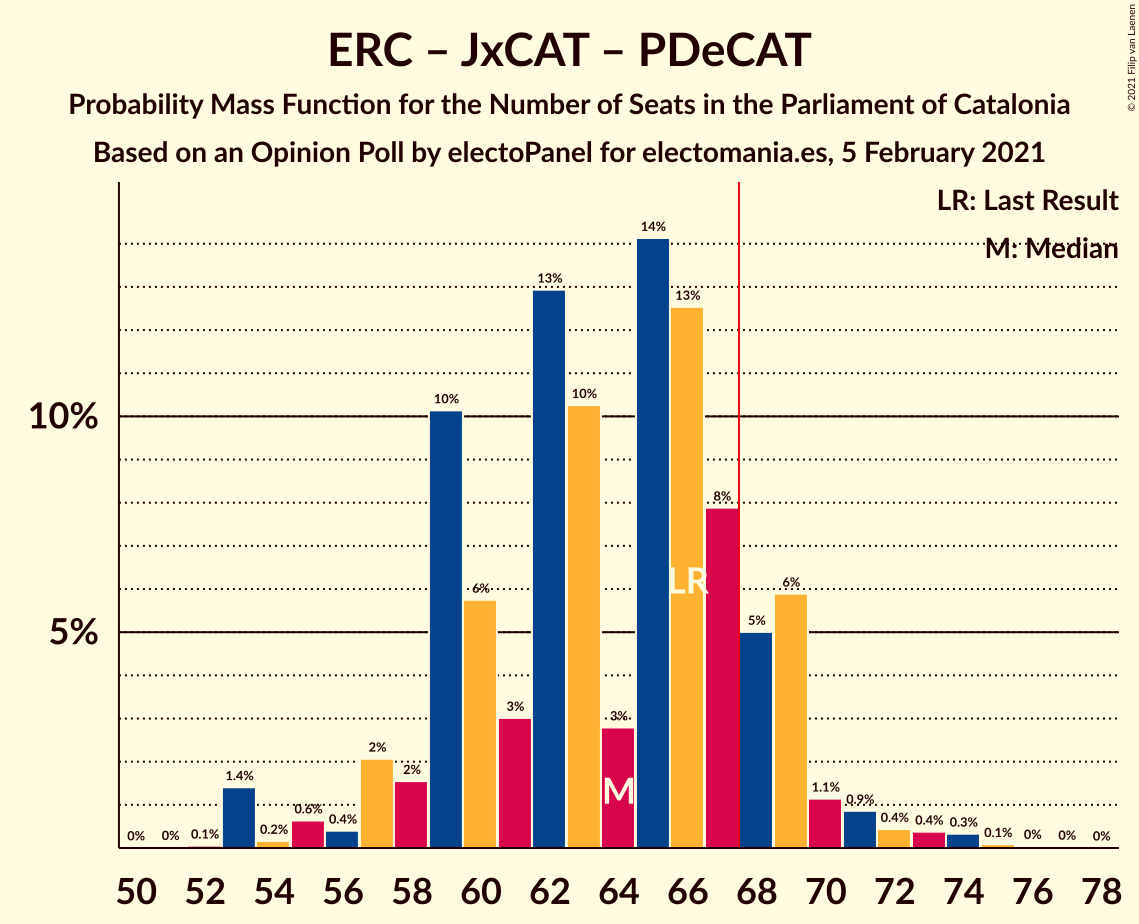 ERC – JxCAT – PDeCAT
Probability Mass Function for the Number of Seats in the Parliament of Catalonia
Based on an Opinion Poll by electoPanel for electomania.es, 5 February 2021
© 2021 Filip van Laenen
LR: Last Result
M: Median
10%
5%
0% 0% 0.1% 1.4% 0.2% 0.6% 0.4% 2% 2% 10% 6% 3% 13% 10% 3% 14% 13% 8% 5% 6% 1.1% 0.9% 0.4% 0.4% 0.3% 0.1% 0% 0% 0%
LR
M
50 52 54 56 58 60 62 64 66 68 70 72 74 76 78